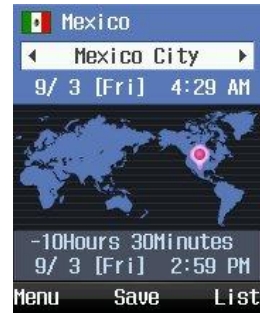 Mexico
Mexico City
9/ 3 [Fri] 4:29 AM
-10Hours 30Minutes
9/ 3 [Fri] 2:59 PM
Menu Save List